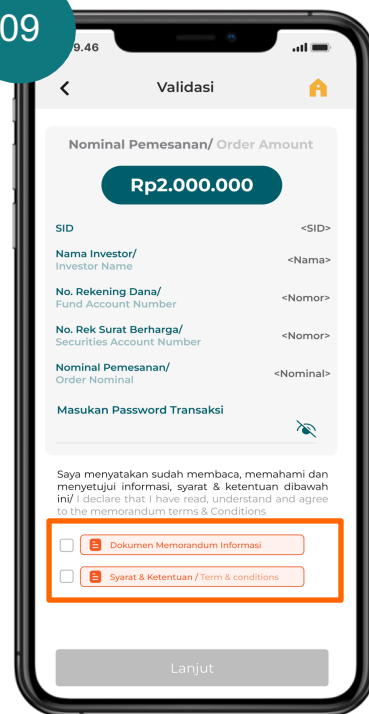 09
9.46
Validasi
Nominal Pemesanan/ Order Amount
Rp2.000.000
SID <SID>
Nama Investor/
Investor Name <Nama>
No. Rekening Dana/
Fund Account Number <Nomor>
No. Rek Surat Berharga/
Securities Account Number <Nomor>
Nominal Pemesanan/
Order Nominal <Nominal>
Masukan Password Transaksi
Saya menyatakan sudah membaca, memahami dan
menyetujui informasi, syarat & ketentuan dibawah
ini/ I declare that I have read, understand and agree
to the memorandum terms & Conditions
Dokumen Memorandum Informasi
Syarat & Ketentuan / Term & conditions
Lanjut